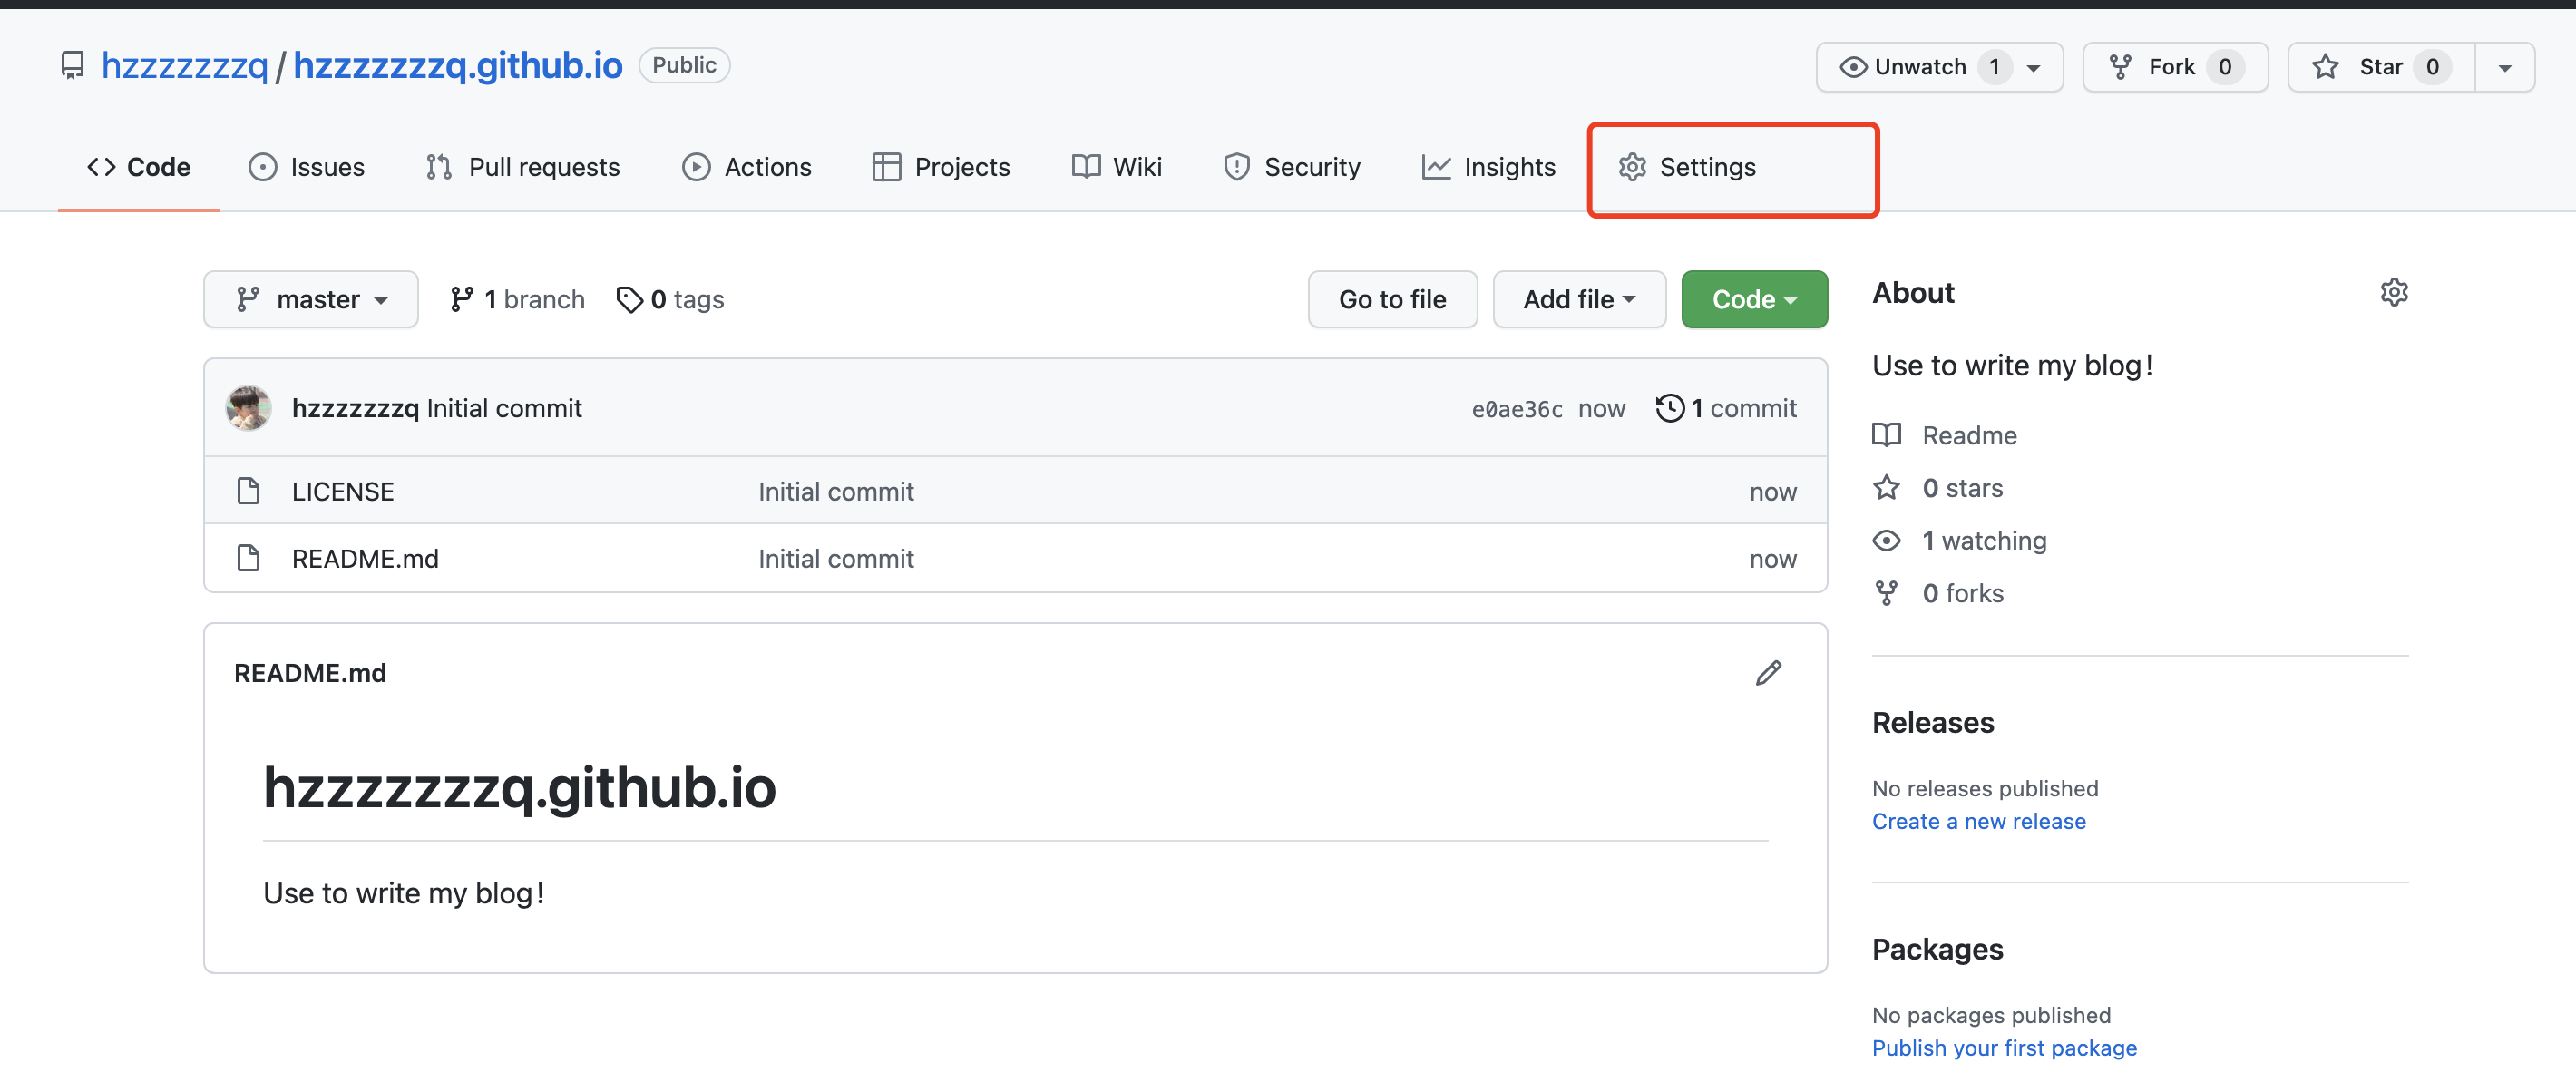 hzzzzzzzq / hzzzzzzzq.github.io Public
Unwatch 1 Fork 0 Star 0
Code Issues Pull requests Actions Projects Wiki Security Insights Settings
master 1 branch 0 tags Go to file Add file Code
hzzzzzzzq Initial commit e0ae36c now 1 commit
LICENSE Initial commit now
README.md Initial commit now
README.md
hzzzzzzzq.github.io
Use to write my blog!
About
Use to write my blog!
Readme
0 stars
1 watching
0 forks
Releases
No releases published
Create a new release
Packages
No packages published
Publish your first package